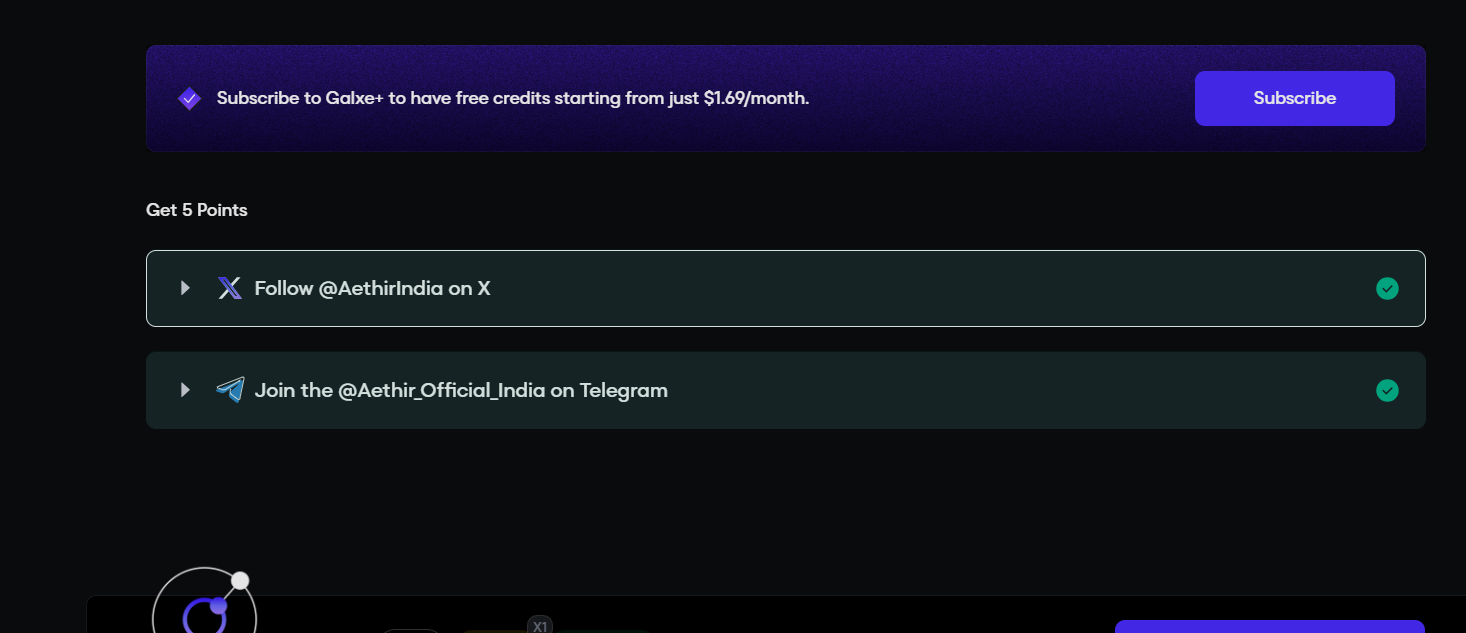 Subscribe to Galxe+ to have free credits starting from just $1.69/month.
Subscribe
Get 5 Points
Follow @AethirIndia on X
Join the @Aethir_Official_India on Telegram
X1